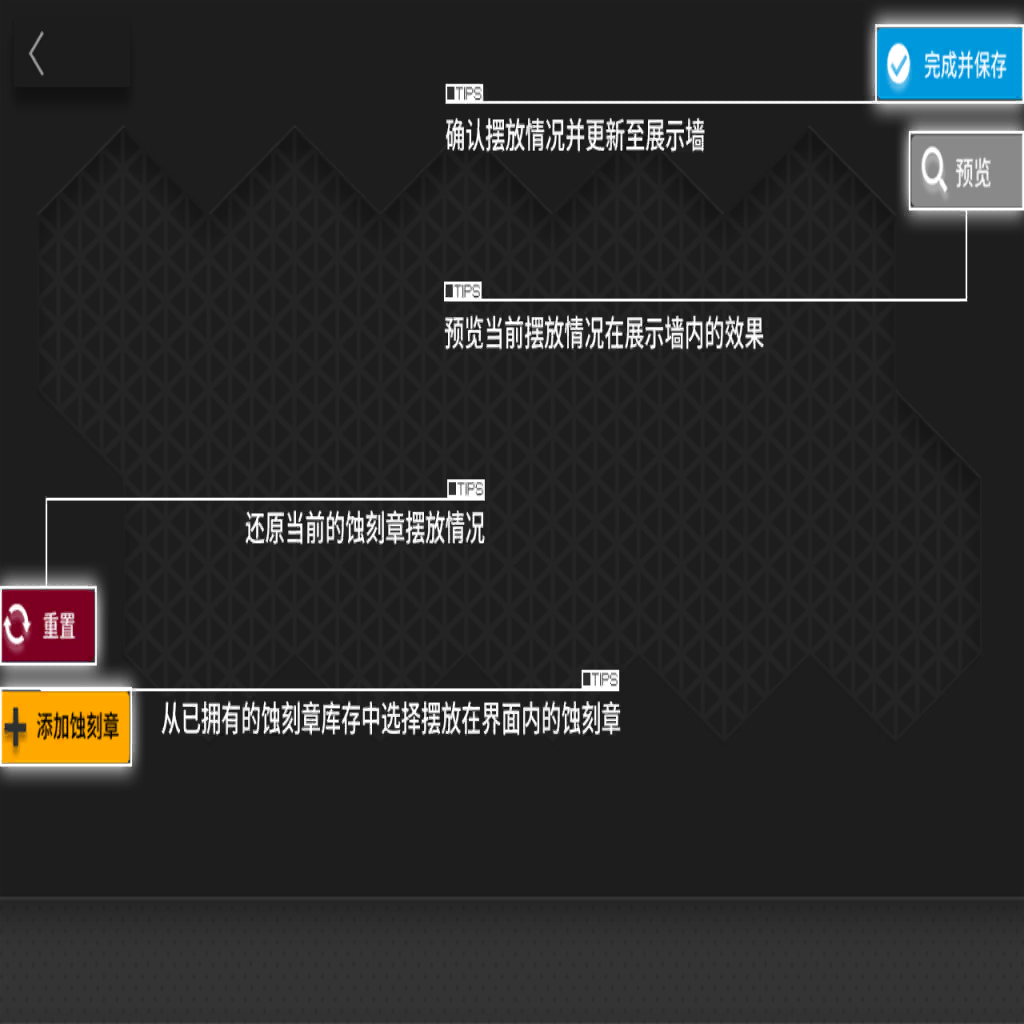 完成并保存
TIPS
确认摆放情况并更新至展示墙
预览
TIPS
预览当前摆放情况在展示墙内的效果
TIPS
还原当前的蚀刻章摆放情况
重置
TIPS
添加蚀刻章
从已拥有的蚀刻章库存中选择摆放在界面内的蚀刻章